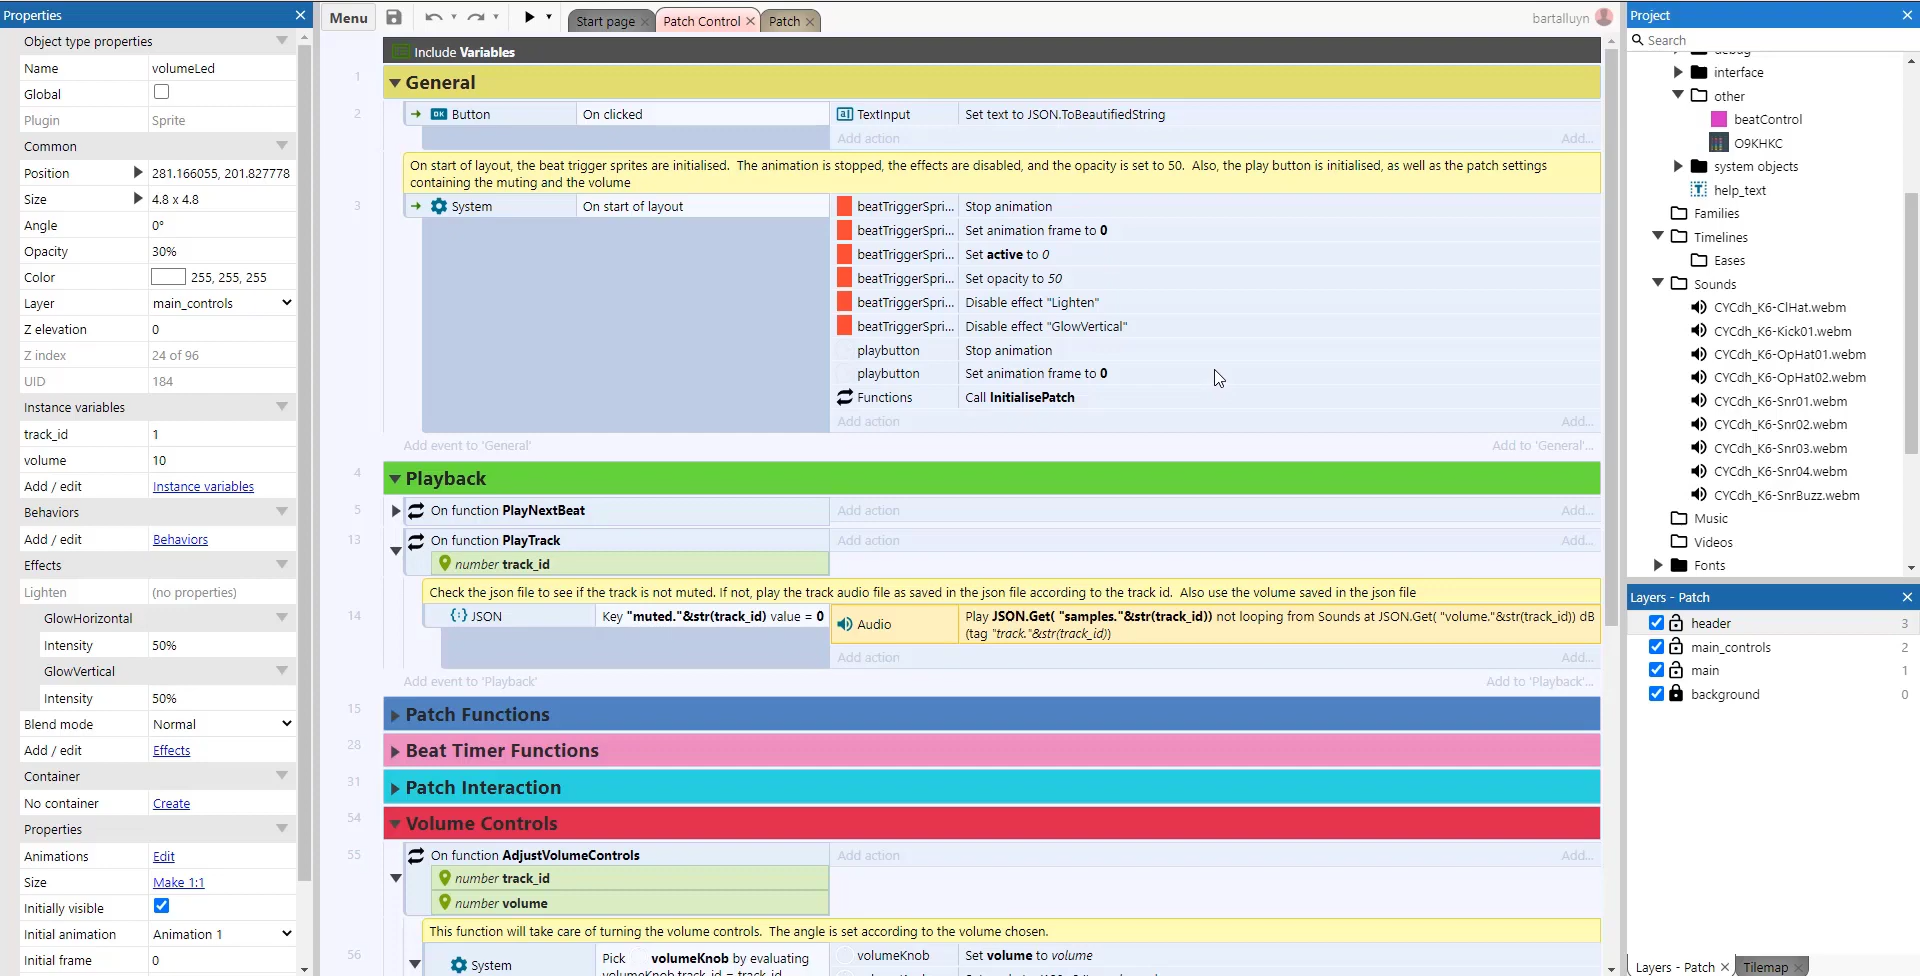 Properties
Object type properties
Name volumeLed
Global
Plugin Sprite
Common
Position 281.166055, 201.827778
Size 4.8 x 4.8
Angle 0°
Opacity 30%
Color 255, 255, 255
Layer main_controls
Z elevation 0
Z index 24 of 96
UID 184
Instance variables
track_id 1
volume 10
Add / edit Instance variables
Behaviors
Add / edit Behaviors
Effects
Lighten (no properties)
GlowHorizontal
Intensity 50%
GlowVertical
Intensity 50%
Blend mode Normal
Add / edit Effects
Container
No container Create
Properties
Animations Edit
Size Make 1:1
Initially visible
Initial animation Animation 1
Initial frame 0
Menu Start page Patch Control Patch bartalluyn
Include Variables
1 General
2 Button On clicked TextInput Set text to JSON.ToBeautifiedString
Add action Add...
On start of layout, the beat trigger sprites are initialised. The animation is stopped, the effects are disabled, and the opacity is set to 50. Also, the play button is initialised, as well as the patch settings
containing the muting and the volume
3 System On start of layout beatTriggerSpri... Stop animation
beatTriggerSpri... Set animation frame to 0
beatTriggerSpri... Set active to 0
beatTriggerSpri... Set opacity to 50
beatTriggerSpri... Disable effect "Lighten"
beatTriggerSpri... Disable effect "GlowVertical"
playbutton Stop animation
playbutton Set animation frame to 0
Functions Call InitialisePatch
Add action Add...
Add event to 'General' Add to 'General'...
4 Playback
5 On function PlayNextBeat Add action Add...
13 On function PlayTrack Add action Add...
number track_id
Check the json file to see if the track is not muted. If not, play the track audio file as saved in the json file according to the track id. Also use the volume saved in the json file
14 JSON Key "muted."&str(track_id) value = 0 Audio Play JSON.Get( "samples."&str(track_id)) not looping from Sounds at JSON.Get( "volume."&str(track_id)) dB
(tag "track."&str(track_id))
Add action Add...
Add event to 'Playback' Add to 'Playback'...
15 Patch Functions
28 Beat Timer Functions
31 Patch Interaction
54 Volume Controls
55 On function AdjustVolumeControls Add action Add...
number track_id
number volume
This function will take care of turning the volume controls. The angle is set according to the volume chosen.
56 System Pick volumeKnob by evaluating volumeKnob Set volume to volume
volumeKnob.track_id = track_id
Project
Search
debug
interface
other
beatControl
O9KHKC
system objects
help_text
Families
Timelines
Eases
Sounds
CYCdh_K6-ClHat.webm
CYCdh_K6-Kick01.webm
CYCdh_K6-OpHat01.webm
CYCdh_K6-OpHat02.webm
CYCdh_K6-Snr01.webm
CYCdh_K6-Snr02.webm
CYCdh_K6-Snr03.webm
CYCdh_K6-Snr04.webm
CYCdh_K6-SnrBuzz.webm
Music
Videos
Fonts
Layers - Patch
header 3
main_controls 2
main 1
background 0
Layers - Patch Tilemap